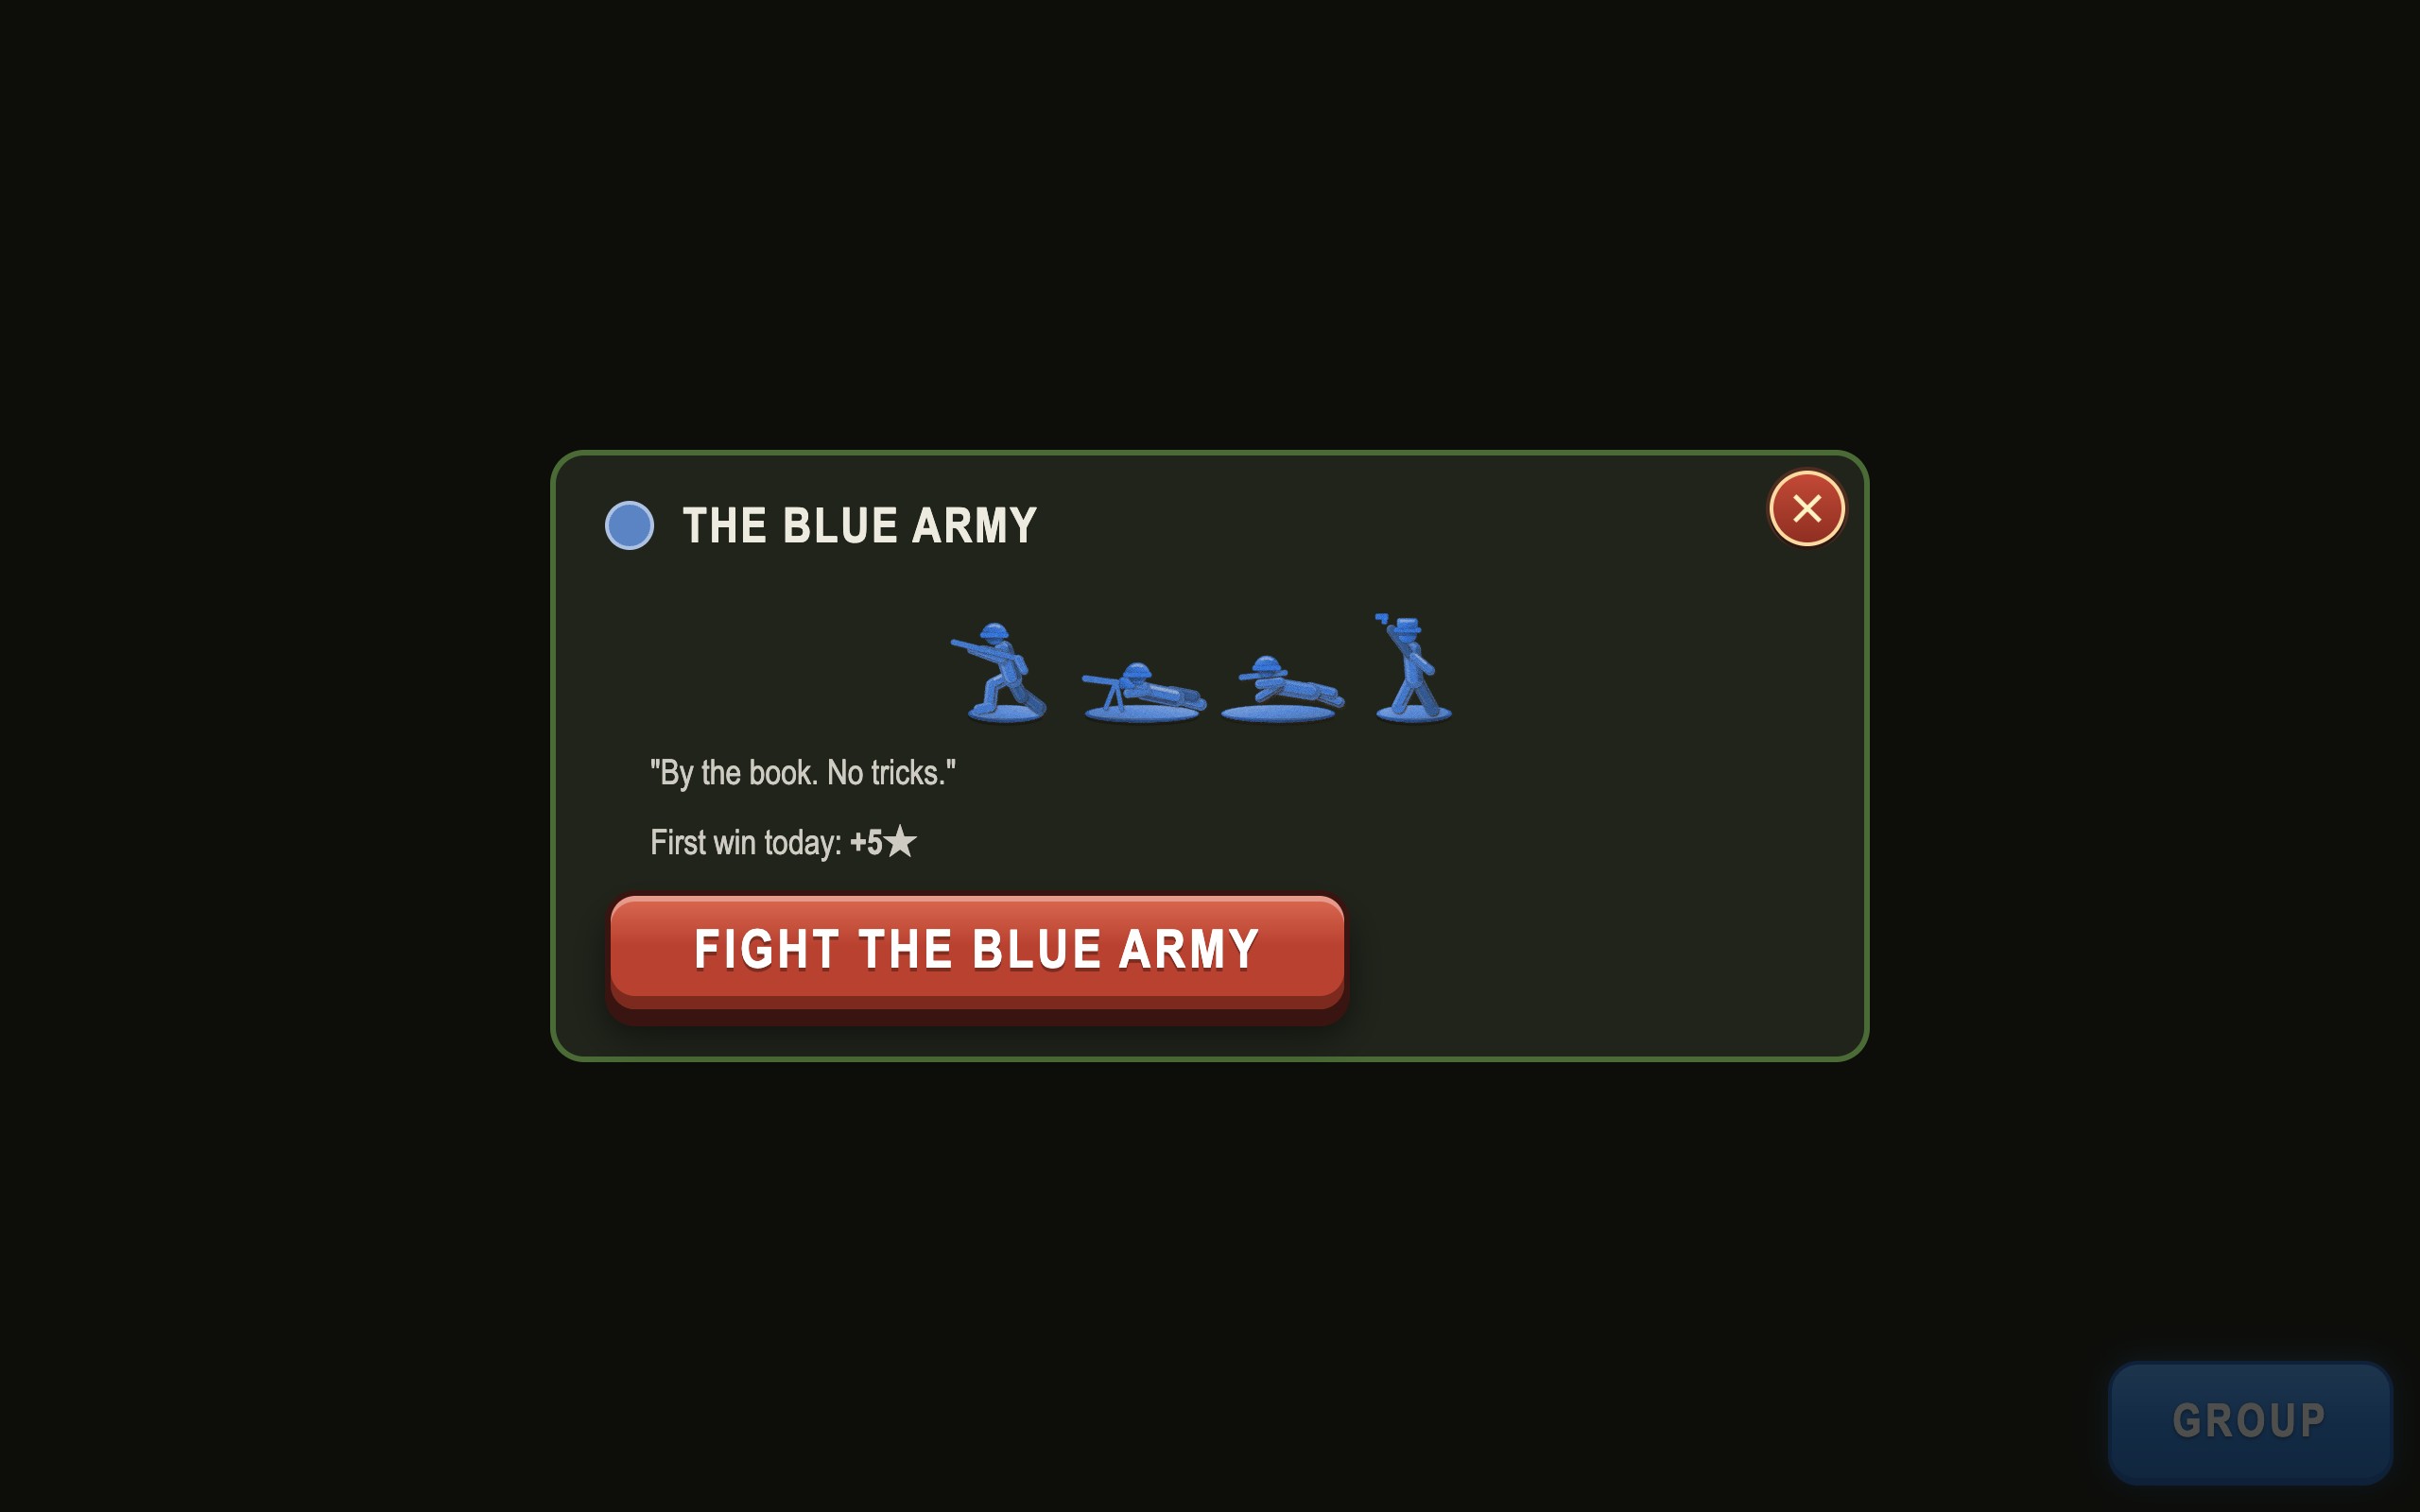 THE BLUE ARMY
"By the book. No tricks."
First win today: +5★
FIGHT THE BLUE ARMY
GROUP